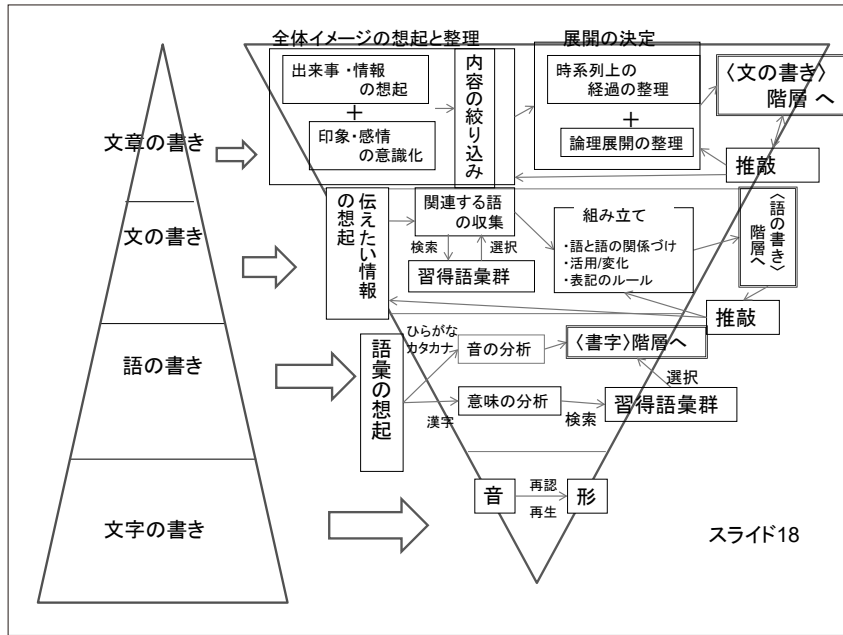 文章の書き
文の書き
語の書き
文字の書き
全体イメージの想起と整理
出来事・情報
の想起
＋
印象・感情
の意識化
内容の絞り込み
展開の決定
時系列上の
経過の整理
＋
論理展開の整理
〈文の書き〉
階層 へ
推敲
伝えたい情報
の想起
関連する語
の収集
検索
選択
習得語彙群
組み立て
・語と語の関係づけ
・活用/変化
・表記のルール
〈語の書き〉
階層へ
推敲
語彙の想起
ひらがな
カタカナ
音の分析
〈書字〉階層へ
漢字
意味の分析
検索
選択
習得語彙群
音
再認
再生
形
スライド18